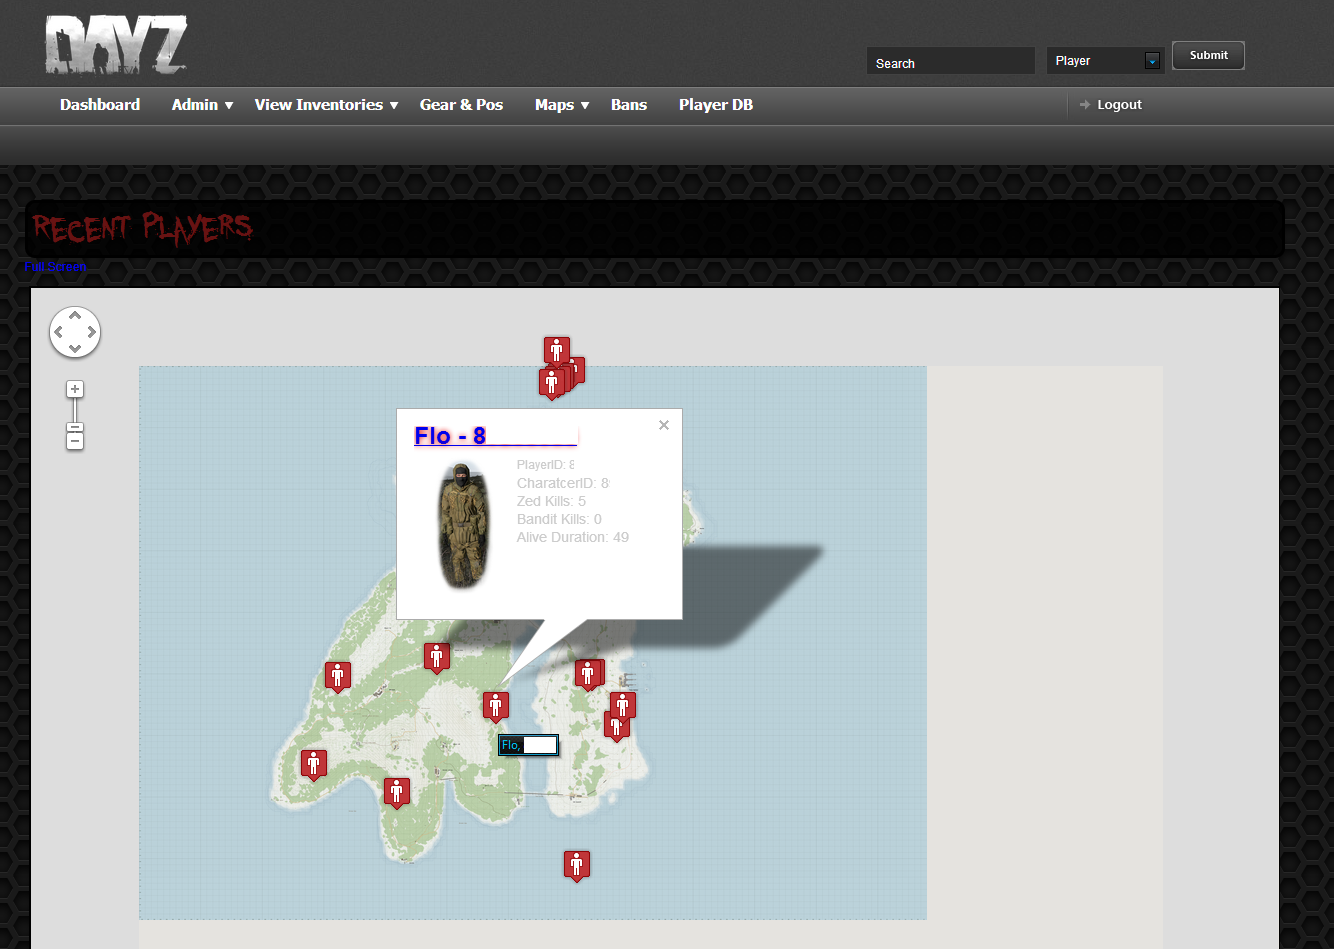 DAYZ
Search
Player
Submit
Dashboard
Admin
View Inventories
Gear & Pos
Maps
Bans
Player DB
Logout
RECENT PLAYERS
Full Screen
Flo - 8
PlayerID: 8
CharatcerID: 8
Zed Kills: 5
Bandit Kills: 0
Alive Duration: 49
Flo,